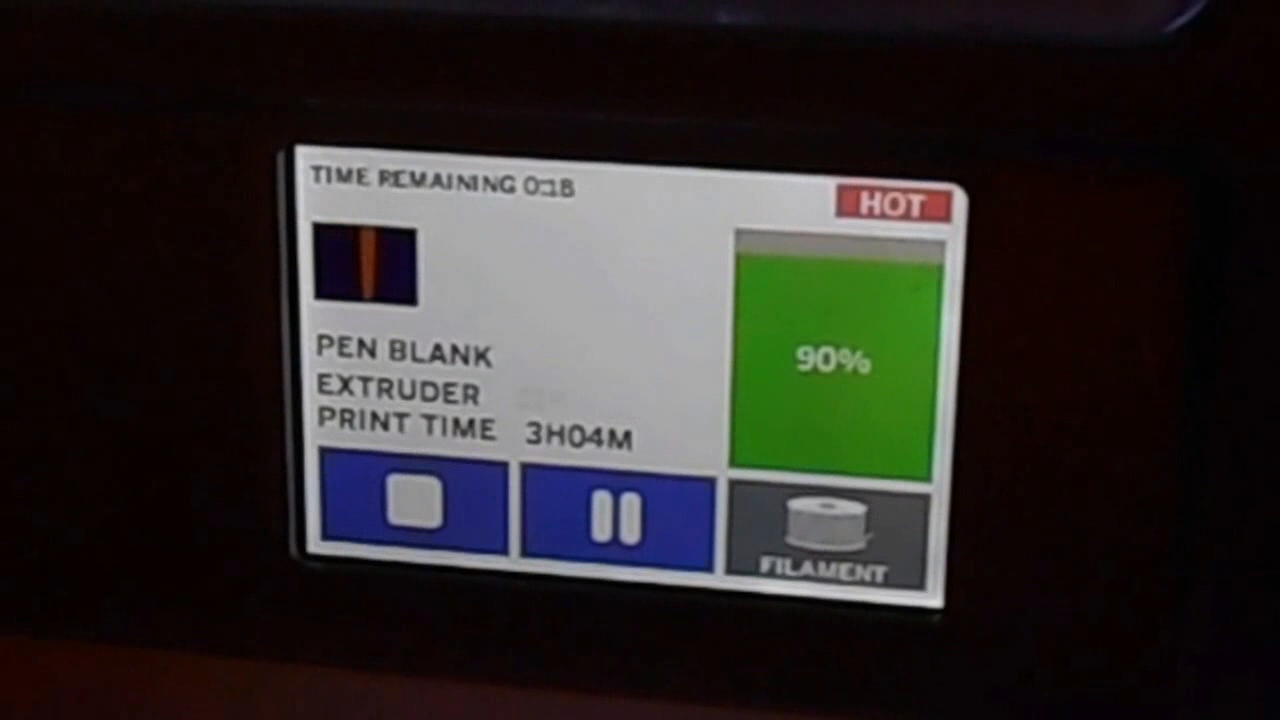 TIME REMAINING 0:18
HOT
90%
PEN BLANK
EXTRUDER
PRINT TIME 3H04M
FILAMENT